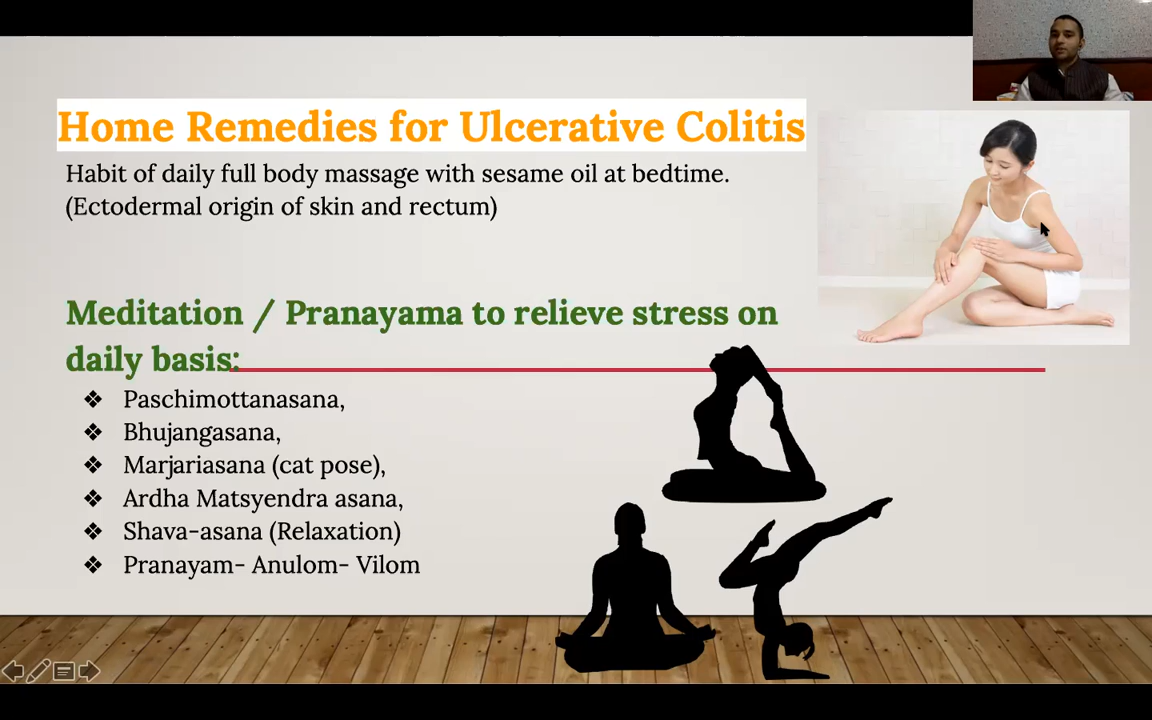 Home Remedies for Ulcerative Colitis
Habit of daily full body massage with sesame oil at bedtime.
(Ectodermal origin of skin and rectum)
Meditation / Pranayama to relieve stress on
daily basis:
❖ Paschimottanasana,
❖ Bhujangasana,
❖ Marjariasana (cat pose),
❖ Ardha Matsyendra asana,
❖ Shava-asana (Relaxation)
❖ Pranayam- Anulom- Vilom